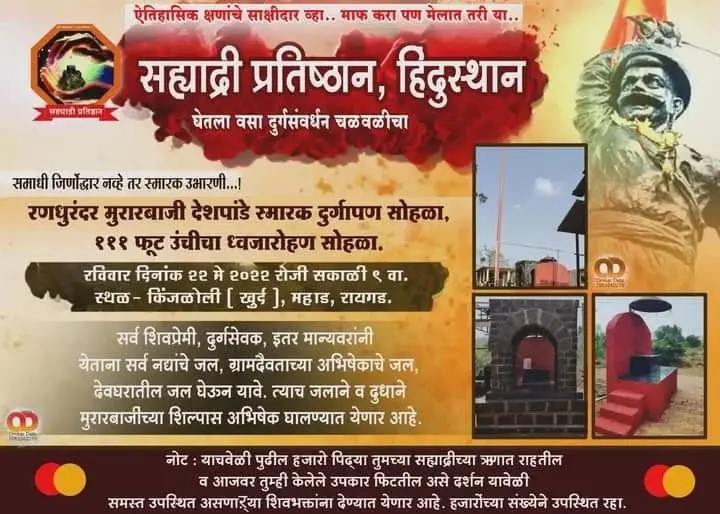 ऐतिहासिक क्षणांचे साक्षीदार व्हा.. माफ करा पण मेलात तरी या..
सह्याद्री प्रतिष्ठान, हिंदुस्थान
घेतला वसा दुर्गसंवर्धन चळवळीचा
सह्याद्री प्रतिष्ठान
समाधी जिर्णोद्धार नव्हे तर स्मारक उभारणी...!
रणधुरंदर मुरारबाजी देशपांडे स्मारक दुर्गापण सोहळा,
१११ फूट उंचीचा ध्वजारोहण सोहळा.
रविवार दिनांक २२ मे २०२२ रोजी सकाळी ९ वा.
स्थळ - किंजळोली [ खुर्द ], महाड, रायगड.
सर्व शिवप्रेमी, दुर्गसेवक, इतर मान्यवरांनी
येताना सर्व नद्यांचे जल, ग्रामदैवताच्या अभिषेकाचे जल,
देवघरातील जल घेऊन यावे. त्याच जलाने व दुधाने
मुरारबाजींच्या शिल्पास अभिषेक घालण्यात येणार आहे.
नोट : याचवेळी पुढील हजारो पिढ्या तुमच्या सह्याद्रीच्या ऋणात राहतील
व आजवर तुम्ही केलेले उपकार फिटतील असे दर्शन यावेळी
समस्त उपस्थित असणाऱ्या शिवभक्तांना देण्यात येणार आहे. हजारोंच्या संख्येने उपस्थित रहा.